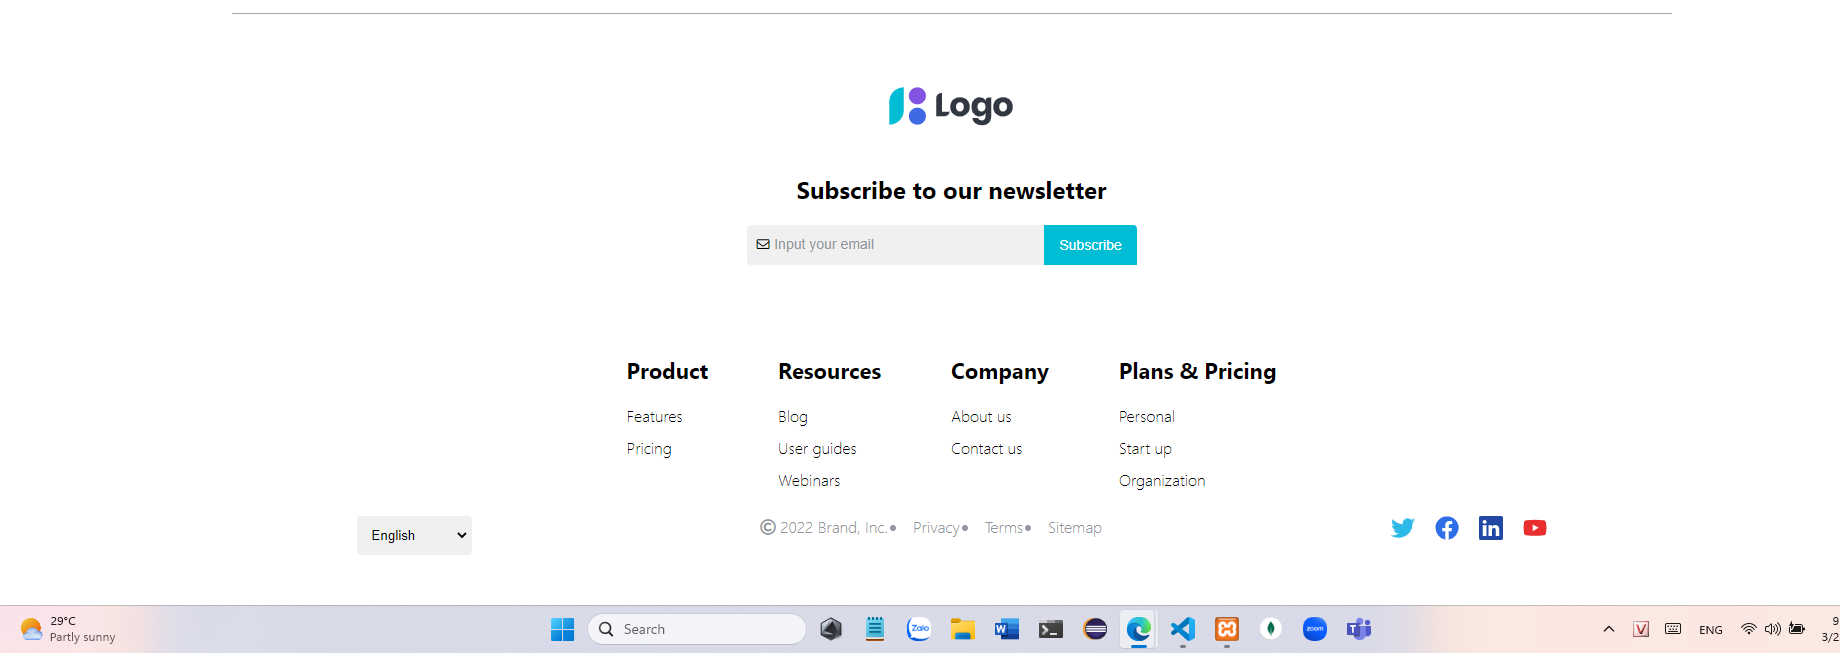 Logo
Subscribe to our newsletter
Input your email Subscribe
Product Resources Company Plans & Pricing
Features Blog About us Personal
Pricing User guides Contact us Start up
Webinars Organization
English © 2022 Brand, Inc.• Privacy• Terms• Sitemap
29°C
Partly sunny
Search
Zalo
zoom
ENG
9
3/2